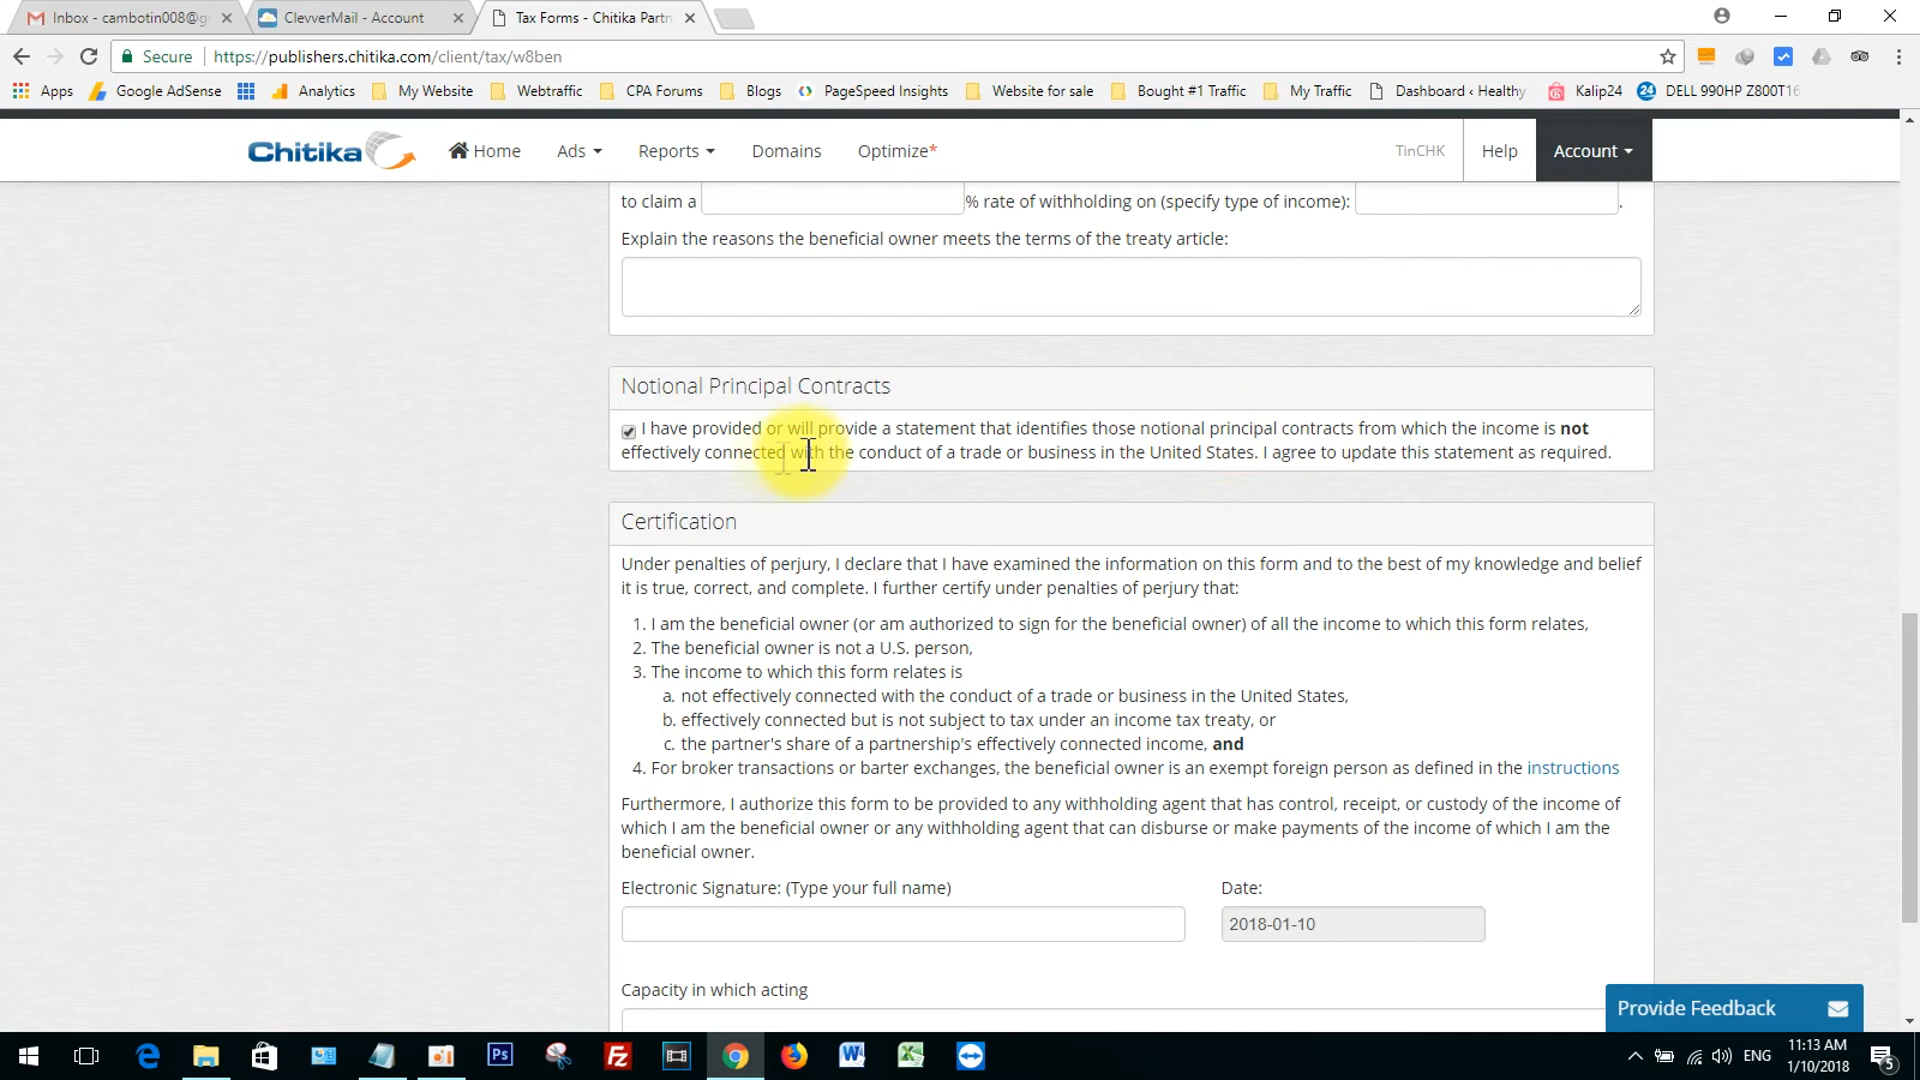 Inbox - cambotin008@g
ClevverMail - Account
Tax Forms - Chitika Partn
Secure https://publishers.chitika.com/client/tax/w8ben
Apps Google AdSense Analytics My Website Webtraffic CPA Forums Blogs PageSpeed Insights Website for sale Bought #1 Traffic My Traffic Dashboard ‹ Healthy Kalip24 24 DELL 990HP Z800T16
Chitika Home Ads Reports Domains Optimize* TinCHK Help Account
to claim a % rate of withholding on (specify type of income): .
Explain the reasons the beneficial owner meets the terms of the treaty article:
Notional Principal Contracts
I have provided or will provide a statement that identifies those notional principal contracts from which the income is not
effectively connected with the conduct of a trade or business in the United States. I agree to update this statement as required.
Certification
Under penalties of perjury, I declare that I have examined the information on this form and to the best of my knowledge and belief
it is true, correct, and complete. I further certify under penalties of perjury that:
1. I am the beneficial owner (or am authorized to sign for the beneficial owner) of all the income to which this form relates,
2. The beneficial owner is not a U.S. person,
3. The income to which this form relates is
a. not effectively connected with the conduct of a trade or business in the United States,
b. effectively connected but is not subject to tax under an income tax treaty, or
c. the partner's share of a partnership's effectively connected income, and
4. For broker transactions or barter exchanges, the beneficial owner is an exempt foreign person as defined in the instructions
Furthermore, I authorize this form to be provided to any withholding agent that has control, receipt, or custody of the income of
which I am the beneficial owner or any withholding agent that can disburse or make payments of the income of which I am the
beneficial owner.
Electronic Signature: (Type your full name) Date:
2018-01-10
Capacity in which acting
Provide Feedback
Ps Fz ENG
11:13 AM
1/10/2018
5